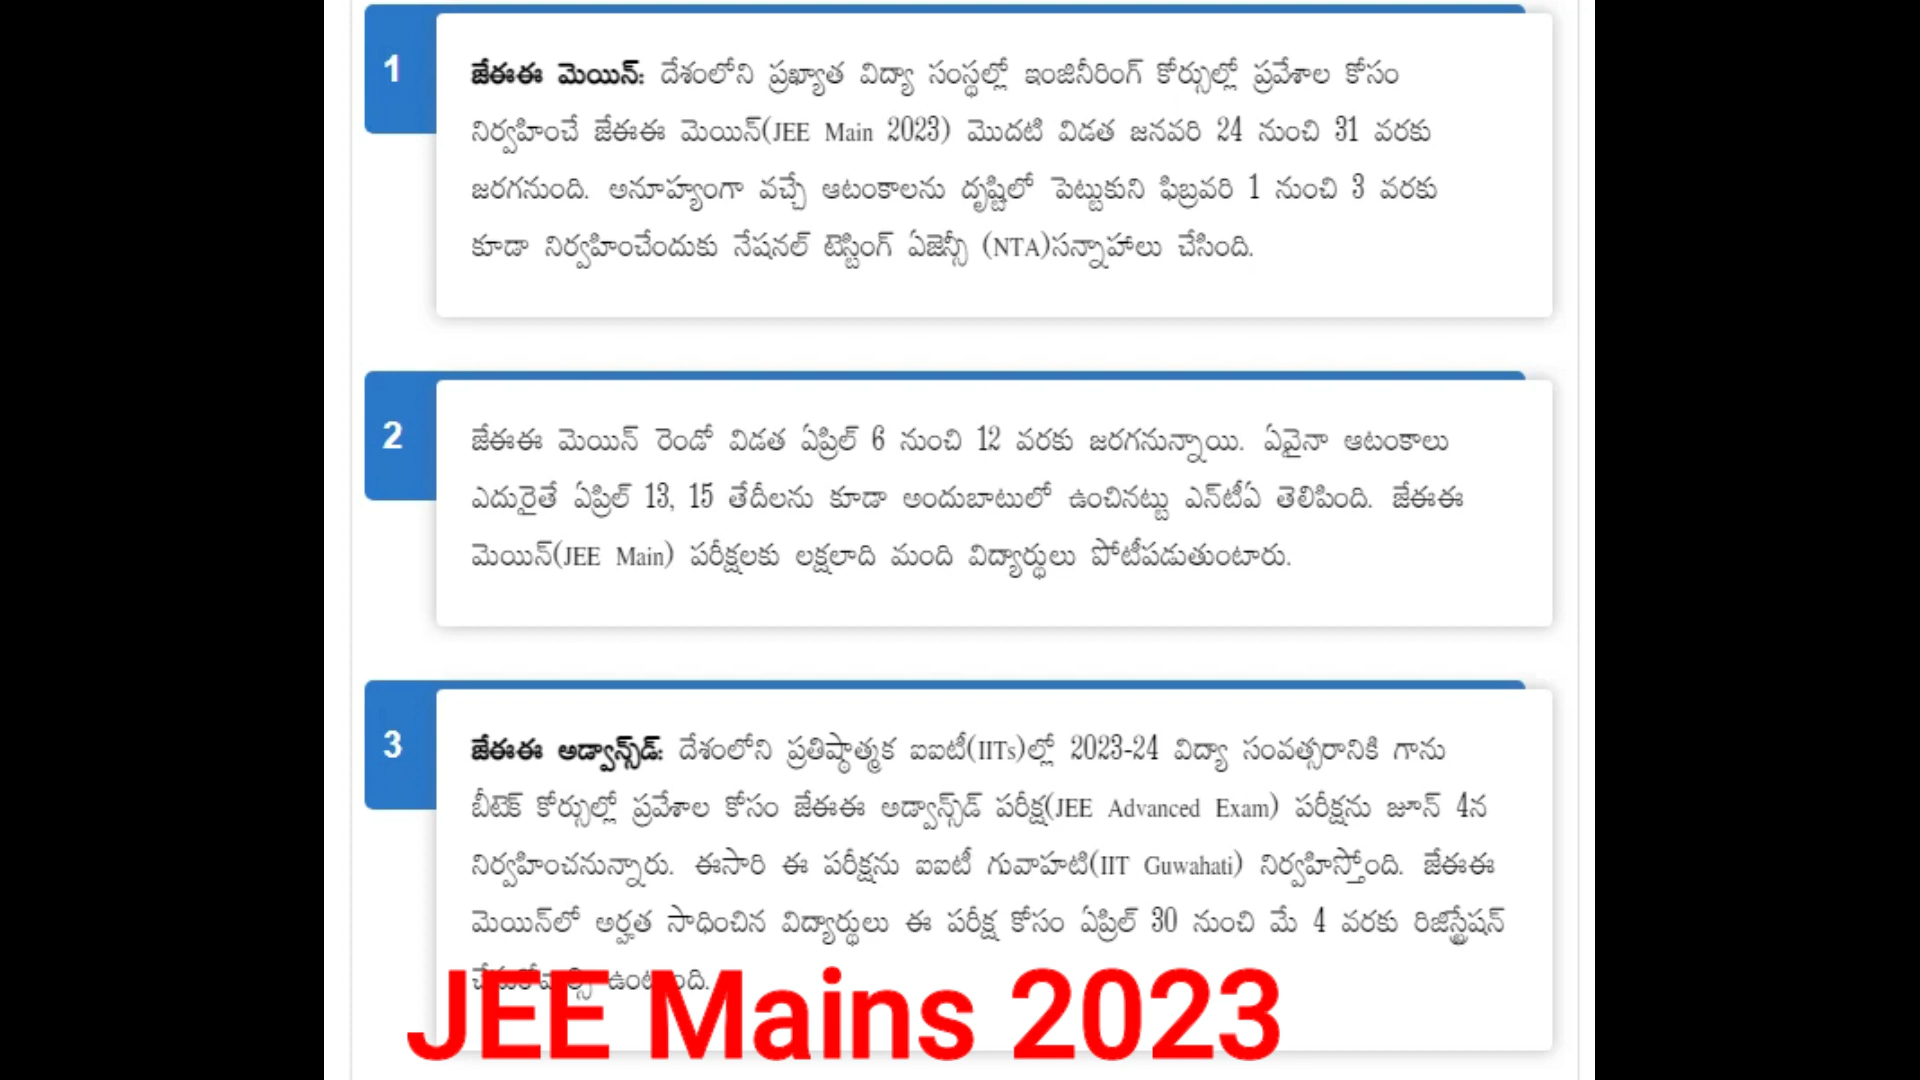 1
జేఈఈ మెయిన్: దేశంలోని ప్రఖ్యాత విద్యా సంస్థల్లో ఇంజినీరింగ్ కోర్సుల్లో ప్రవేశాల కోసం
నిర్వహించే జేఈఈ మెయిన్(JEE Main 2023) మొదటి విడత జనవరి 24 నుంచి 31 వరకు
జరగనుంది. అనూహ్యంగా వచ్చే ఆటంకాలను దృష్టిలో పెట్టుకుని ఫిబ్రవరి 1 నుంచి 3 వరకు
కూడా నిర్వహించేందుకు నేషనల్ టెస్టింగ్ ఏజెన్సీ (NTA)సన్నాహాలు చేసింది.
2
జేఈఈ మెయిన్ రెండో విడత ఏప్రిల్ 6 నుంచి 12 వరకు జరగనున్నాయి. ఏవైనా ఆటంకాలు
ఎదురైతే ఏప్రిల్ 13, 15 తేదీలను కూడా అందుబాటులో ఉంచినట్టు ఎన్‌టీఏ తెలిపింది. జేఈఈ
మెయిన్(JEE Main) పరీక్షలకు లక్షలాది మంది విద్యార్థులు పోటీపడుతుంటారు.
3
జేఈఈ అడ్వాన్స్‌డ్: దేశంలోని ప్రతిష్ఠాత్మక ఐఐటీ(IITs)ల్లో 2023-24 విద్యా సంవత్సరానికి గాను
బీటెక్ కోర్సుల్లో ప్రవేశాల కోసం జేఈఈ అడ్వాన్స్‌డ్ పరీక్ష(JEE Advanced Exam) పరీక్షను జూన్ 4న
నిర్వహించనున్నారు. ఈసారి ఈ పరీక్షను ఐఐటీ గువాహటి(IIT Guwahati) నిర్వహిస్తోంది. జేఈఈ
మెయిన్‌లో అర్హత సాధించిన విద్యార్థులు ఈ పరీక్ష కోసం ఏప్రిల్ 30 నుంచి మే 4 వరకు రిజిస్ట్రేషన్
JEE Mains 2023